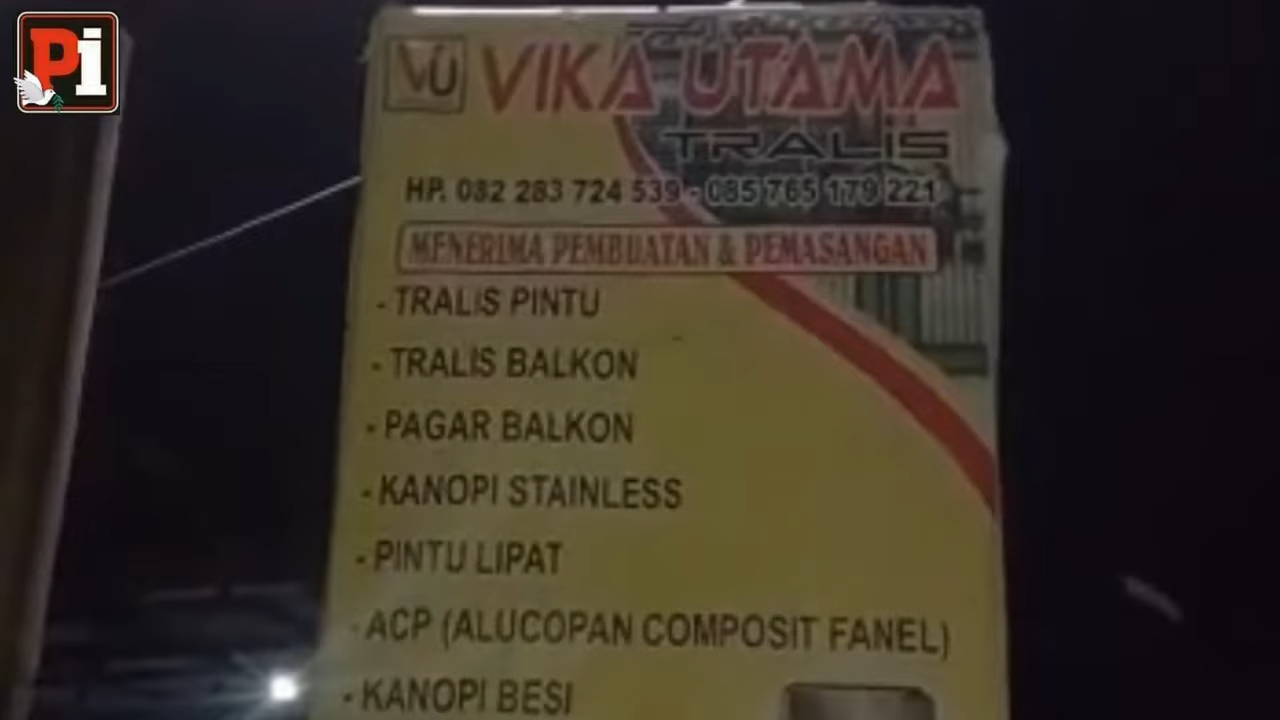 Pi
VU VIKA UTAMA
TRALIS
HP. 082 283 724 539 - 085 765 179 221
MENERIMA PEMBUATAN & PEMASANGAN
- TRALIS PINTU
- TRALIS BALKON
- PAGAR BALKON
- KANOPI STAINLESS
- PINTU LIPAT
- ACP (ALUCOPAN COMPOSIT FANEL)
- KANOPI BESI